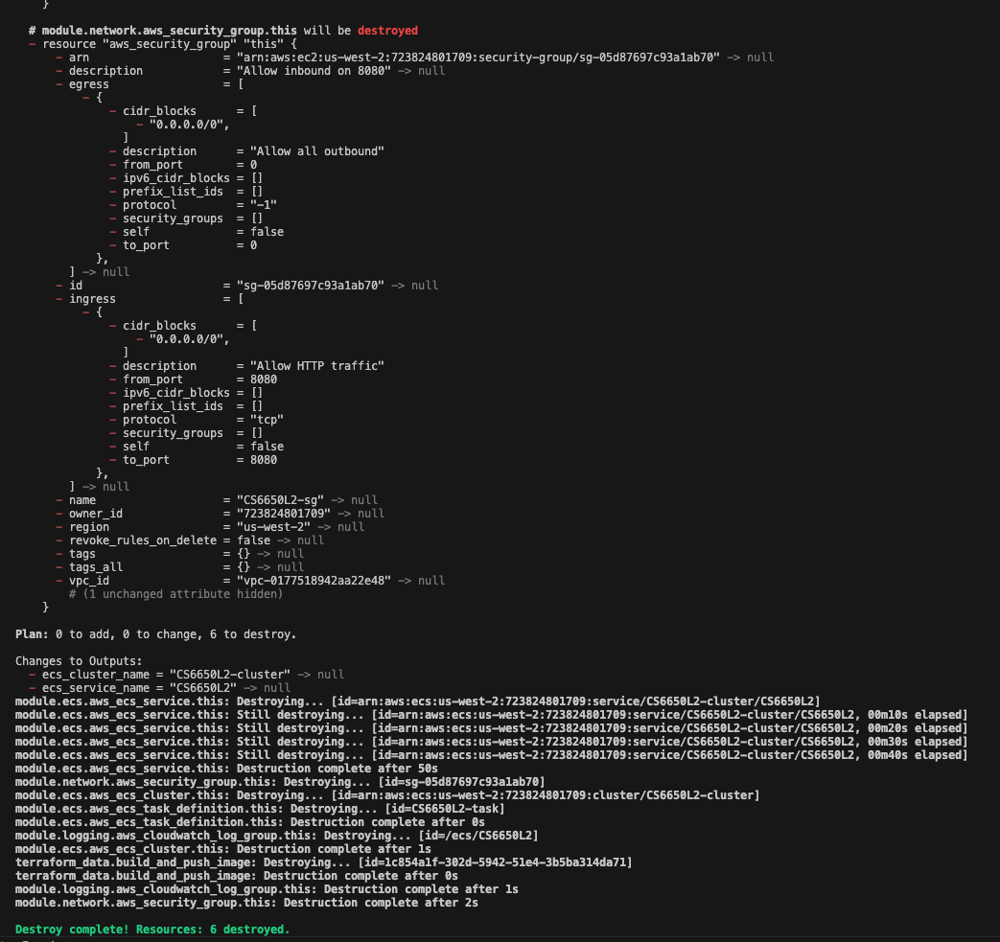 }
# module.network.aws_security_group.this will be destroyed
- resource "aws_security_group" "this" {
- arn = "arn:aws:ec2:us-west-2:723824801709:security-group/sg-05d87697c93a1ab70" -> null
- description = "Allow inbound on 8080" -> null
- egress = [
- {
- cidr_blocks = [
- "0.0.0.0/0",
]
- description = "Allow all outbound"
- from_port = 0
- ipv6_cidr_blocks = []
- prefix_list_ids = []
- protocol = "-1"
- security_groups = []
- self = false
- to_port = 0
},
] -> null
- id = "sg-05d87697c93a1ab70" -> null
- ingress = [
- {
- cidr_blocks = [
- "0.0.0.0/0",
]
- description = "Allow HTTP traffic"
- from_port = 8080
- ipv6_cidr_blocks = []
- prefix_list_ids = []
- protocol = "tcp"
- security_groups = []
- self = false
- to_port = 8080
},
] -> null
- name = "CS6650L2-sg" -> null
- owner_id = "723824801709" -> null
- region = "us-west-2" -> null
- revoke_rules_on_delete = false -> null
- tags = {} -> null
- tags_all = {} -> null
- vpc_id = "vpc-0177518942aa22e48" -> null
# (1 unchanged attribute hidden)
}
Plan: 0 to add, 0 to change, 6 to destroy.
Changes to Outputs:
- ecs_cluster_name = "CS6650L2-cluster" -> null
- ecs_service_name = "CS6650L2" -> null
module.ecs.aws_ecs_service.this: Destroying... [id=arn:aws:ecs:us-west-2:723824801709:service/CS6650L2-cluster/CS6650L2]
module.ecs.aws_ecs_service.this: Still destroying... [id=arn:aws:ecs:us-west-2:723824801709:service/CS6650L2-cluster/CS6650L2, 00m10s elapsed]
module.ecs.aws_ecs_service.this: Still destroying... [id=arn:aws:ecs:us-west-2:723824801709:service/CS6650L2-cluster/CS6650L2, 00m20s elapsed]
module.ecs.aws_ecs_service.this: Still destroying... [id=arn:aws:ecs:us-west-2:723824801709:service/CS6650L2-cluster/CS6650L2, 00m30s elapsed]
module.ecs.aws_ecs_service.this: Still destroying... [id=arn:aws:ecs:us-west-2:723824801709:service/CS6650L2-cluster/CS6650L2, 00m40s elapsed]
module.ecs.aws_ecs_service.this: Destruction complete after 50s
module.network.aws_security_group.this: Destroying... [id=sg-05d87697c93a1ab70]
module.ecs.aws_ecs_cluster.this: Destroying... [id=arn:aws:ecs:us-west-2:723824801709:cluster/CS6650L2-cluster]
module.ecs.aws_ecs_task_definition.this: Destroying... [id=CS6650L2-task]
module.ecs.aws_ecs_task_definition.this: Destruction complete after 0s
module.logging.aws_cloudwatch_log_group.this: Destroying... [id=/ecs/CS6650L2]
module.ecs.aws_ecs_cluster.this: Destruction complete after 1s
terraform_data.build_and_push_image: Destroying... [id=1c854a1f-302d-5942-51e4-3b5ba314da71]
terraform_data.build_and_push_image: Destruction complete after 0s
module.logging.aws_cloudwatch_log_group.this: Destruction complete after 1s
module.network.aws_security_group.this: Destruction complete after 2s
Destroy complete! Resources: 6 destroyed.